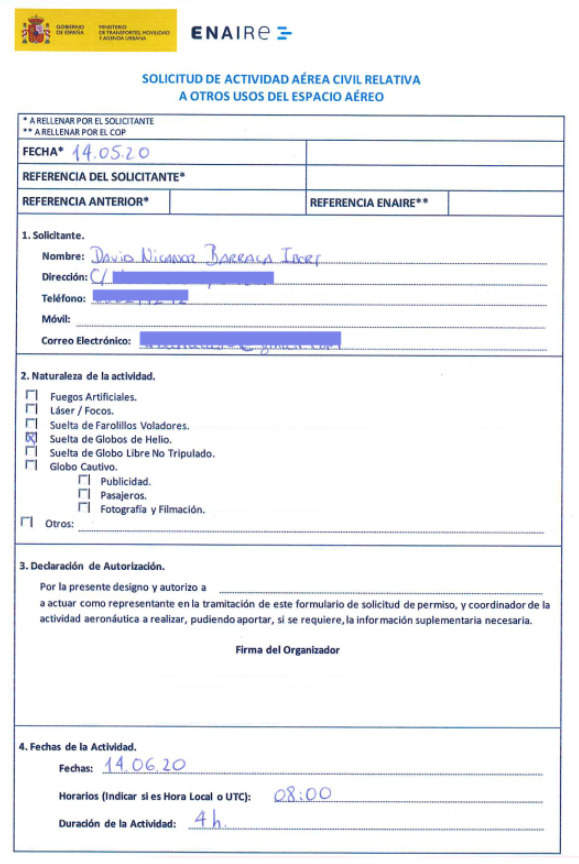 GOBIERNO DE ESPAÑA
MINISTERIO DE TRANSPORTES, MOVILIDAD Y AGENDA URBANA
ENAIRe
SOLICITUD DE ACTIVIDAD AÉREA CIVIL RELATIVA
A OTROS USOS DEL ESPACIO AÉREO
* A RELLENAR POR EL SOLICITANTE
** A RELLENAR POR EL COP
FECHA* 14.05.20
REFERENCIA DEL SOLICITANTE*
REFERENCIA ANTERIOR* REFERENCIA ENAIRE**
1. Solicitante.
Nombre: DAVID NICANOR BARRACA IBORT
Dirección: C/
Teléfono:
Móvil:
Correo Electrónico:
2. Naturaleza de la actividad.
Fuegos Artificiales.
Láser / Focos.
Suelta de Farolillos Voladores.
Suelta de Globos de Helio.
Suelta de Globo Libre No Tripulado.
Globo Cautivo.
Publicidad.
Pasajeros.
Fotografía y Filmación.
Otros:
3. Declaración de Autorización.
Por la presente designo y autorizo a
a actuar como representante en la tramitación de este formulario de solicitud de permiso, y coordinador de la
actividad aeronáutica a realizar, pudiendo aportar, si se requiere, la información suplementaria necesaria.
Firma del Organizador
4. Fechas de la Actividad.
Fechas: 14.06.20
Horarios (Indicar si es Hora Local o UTC): 08:00
Duración de la Actividad: 4h.